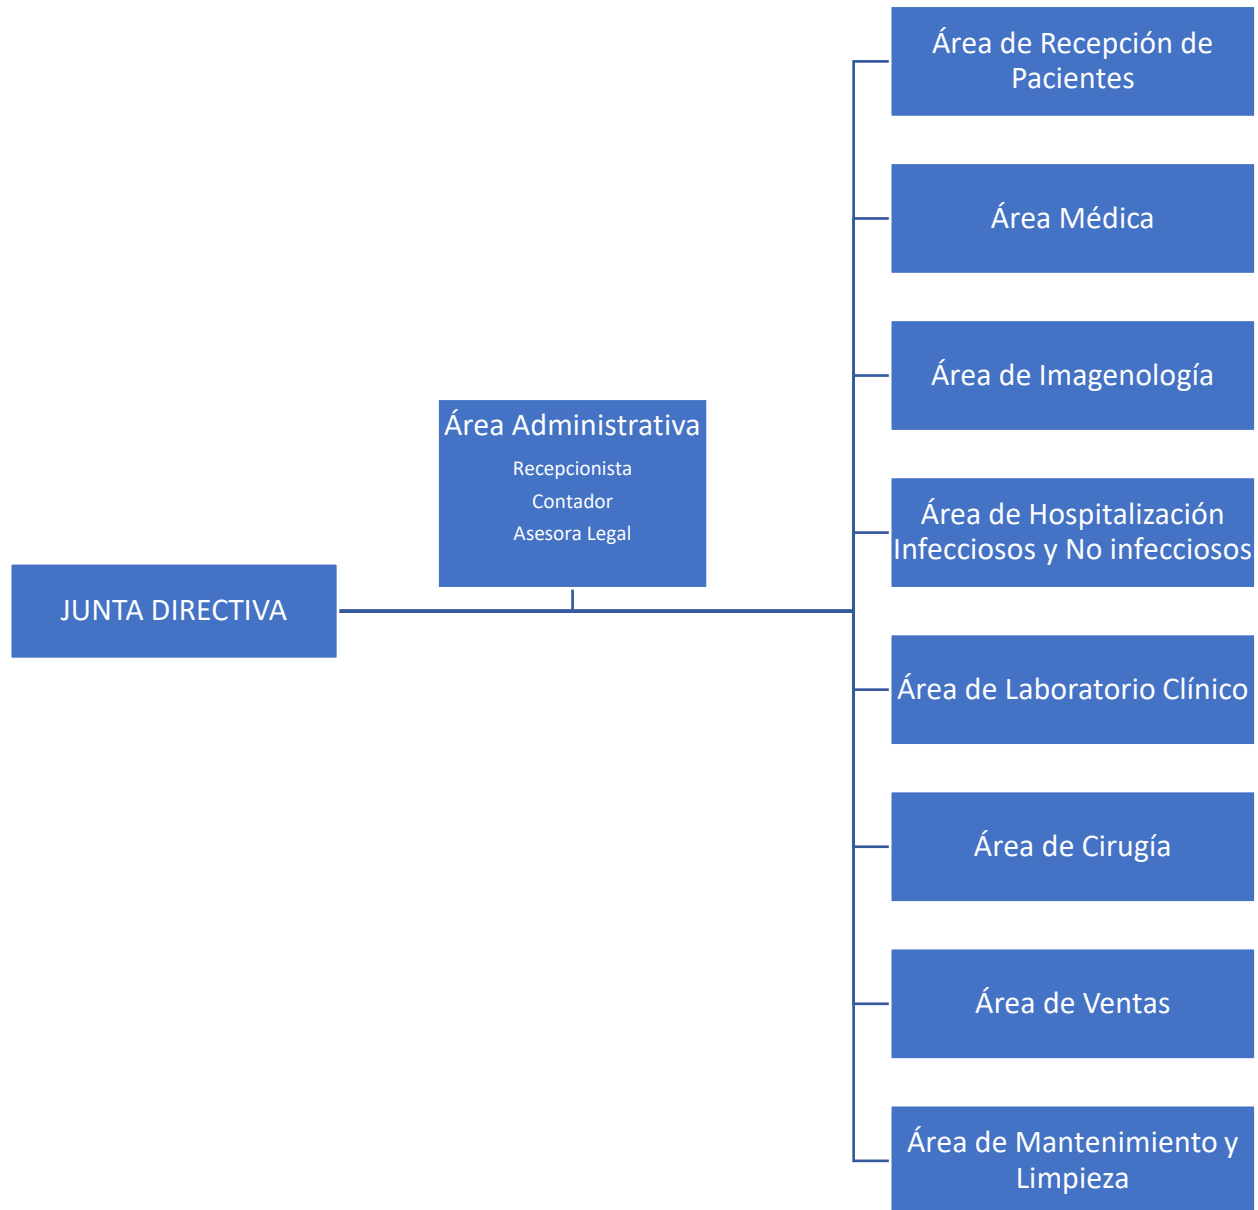 JUNTA DIRECTIVA
Área Administrativa
Recepcionista
Contador
Asesora Legal
Área de Recepción de
Pacientes
Área Médica
Área de Imagenología
Área de Hospitalización
Infecciosos y No infecciosos
Área de Laboratorio Clínico
Área de Cirugía
Área de Ventas
Área de Mantenimiento y
Limpieza